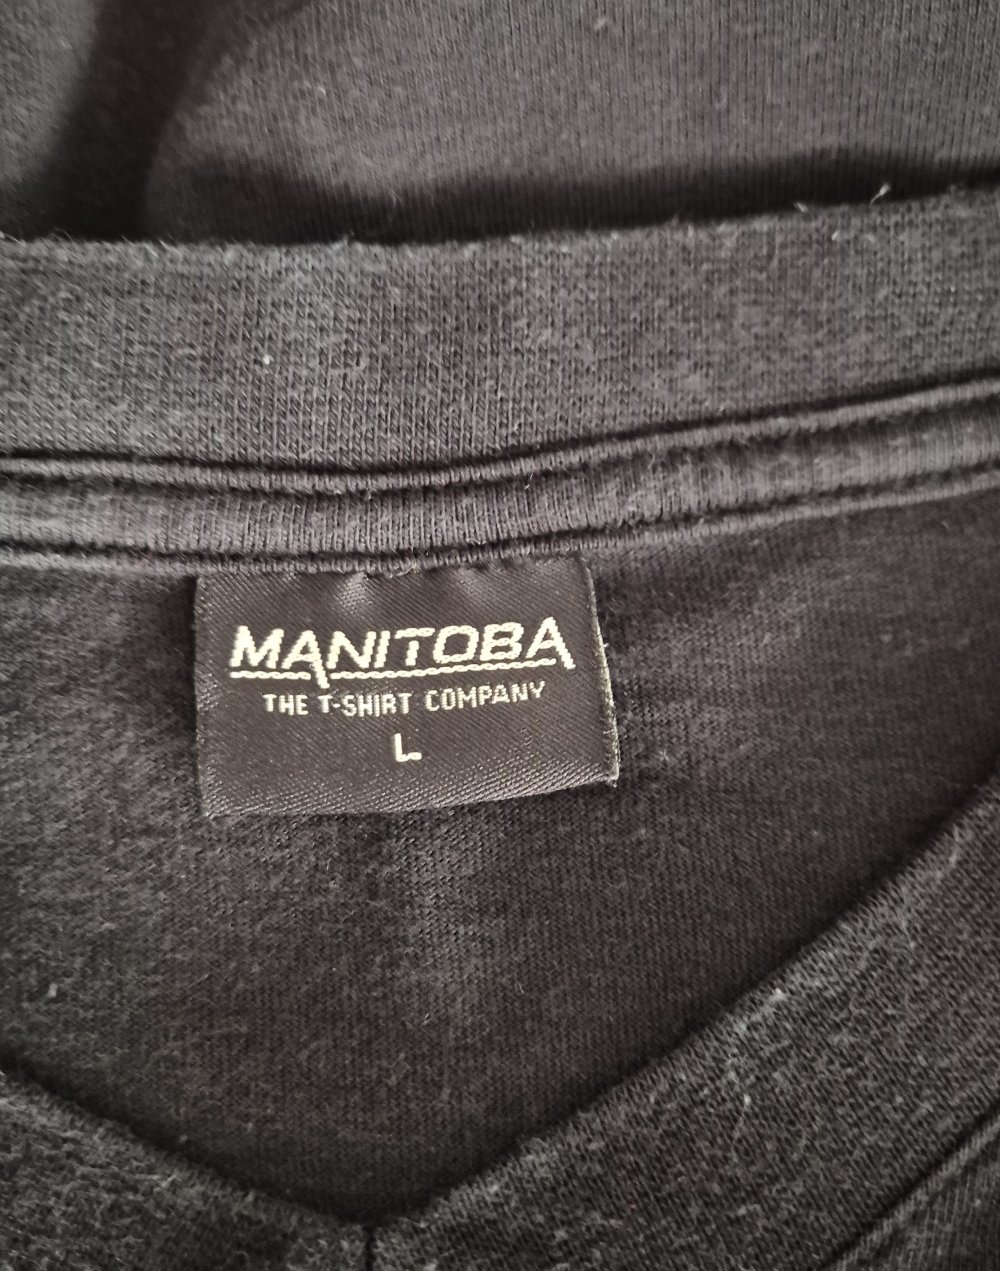 MANITOBA
THE T-SHIRT COMPANY
L